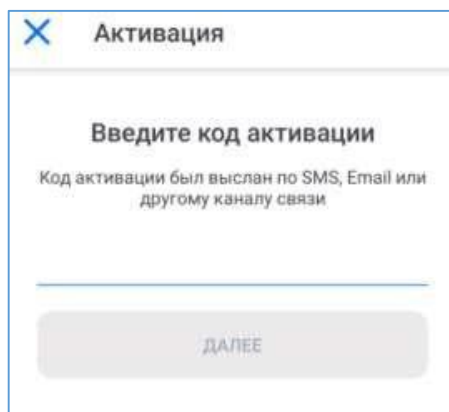 Активация
Введите код активации
Код активации был выслан по SMS, Email или
другому каналу связи
ДАЛЕЕ